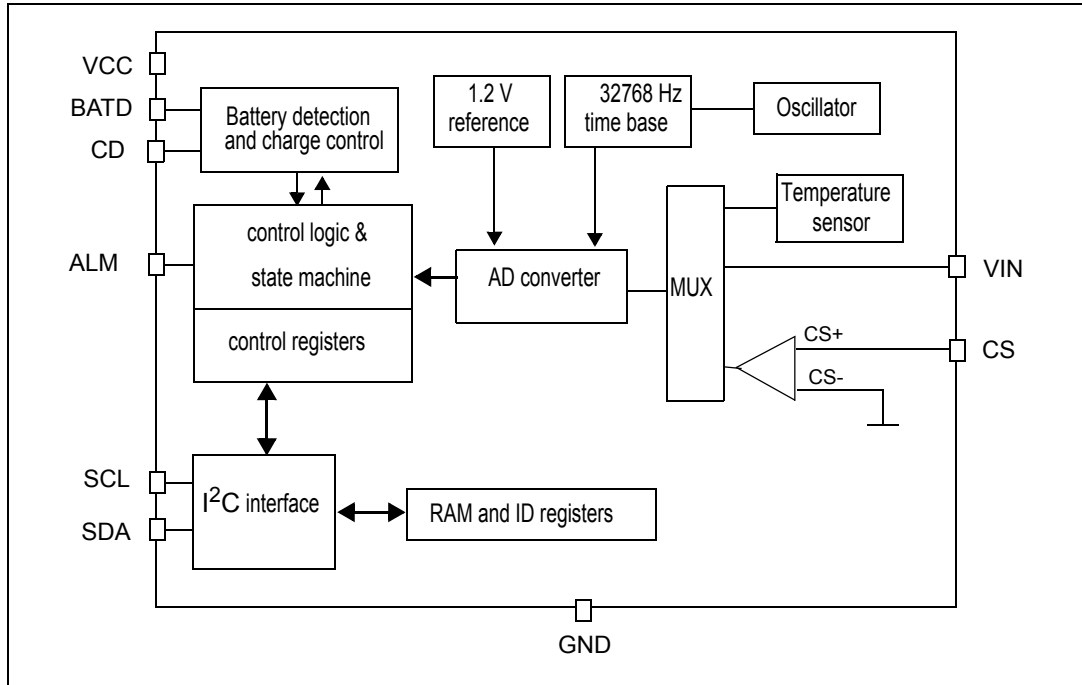 VCC
BATD
CD
ALM
SCL
SDA
Battery detection
and charge control
1.2 V
reference
32768 Hz
time base
Oscillator
Temperature
sensor
control logic &
state machine
control registers
AD converter
MUX
VIN
CS+
CS
CS-
I²C interface
RAM and ID registers
GND